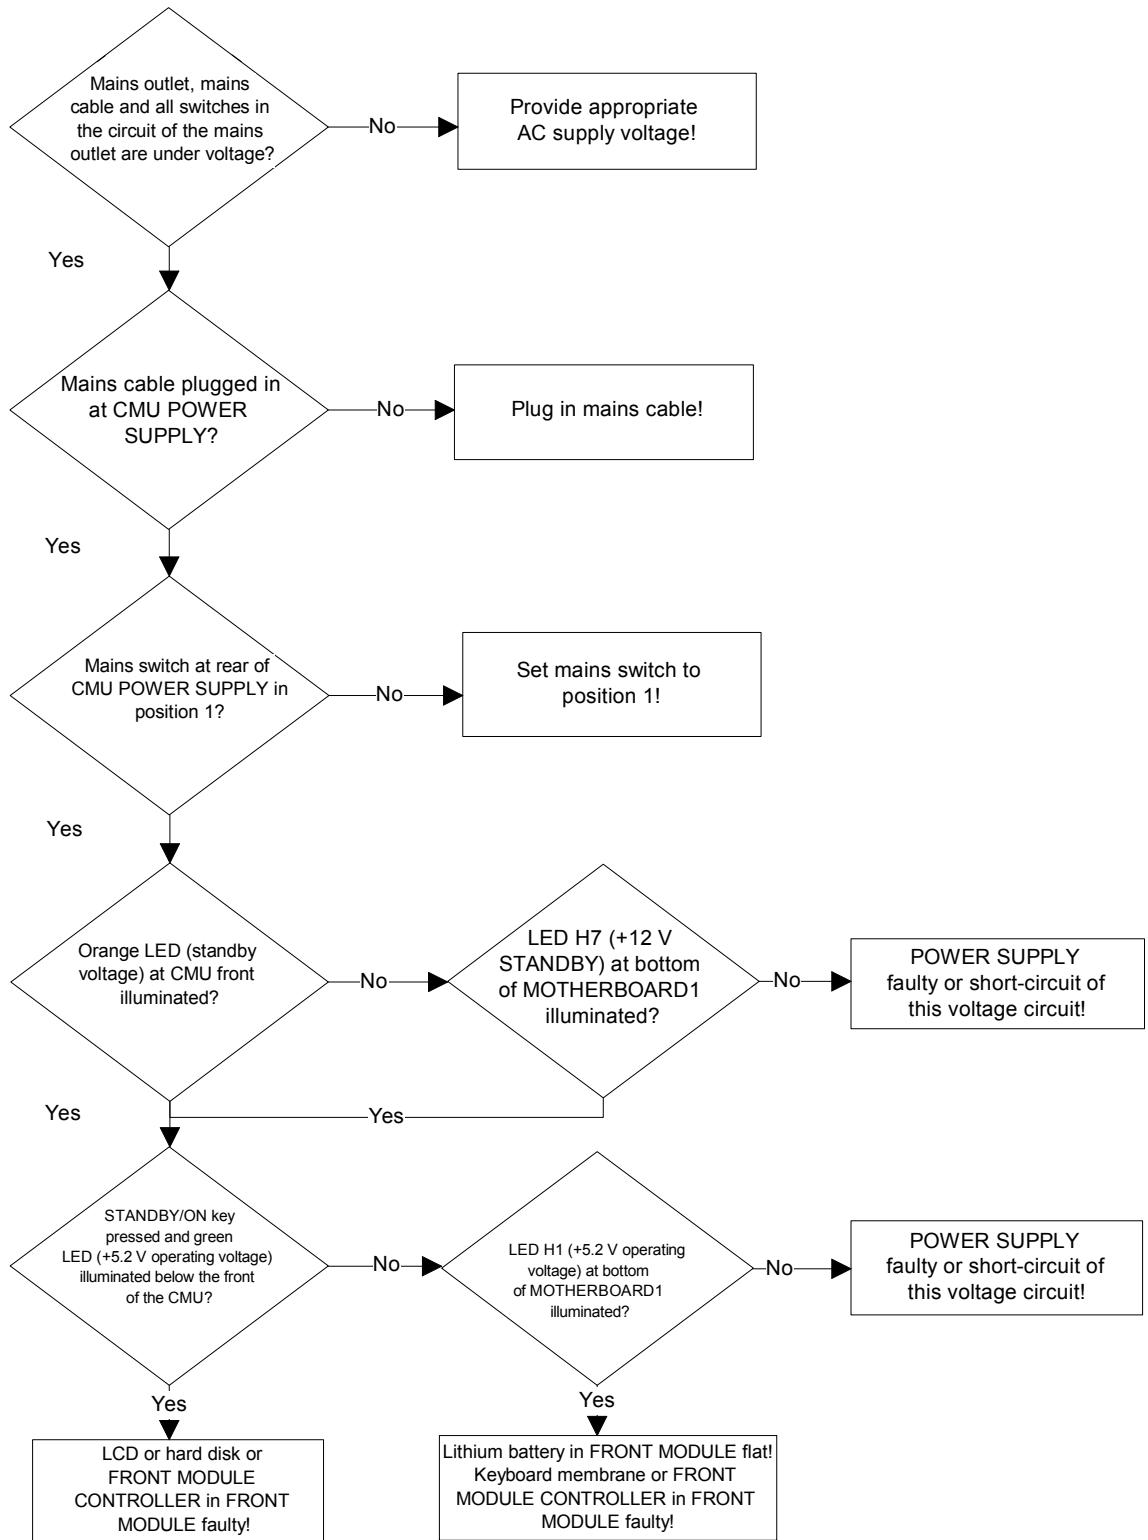 Mains outlet, mains
cable and all switches in
the circuit of the mains
outlet are under voltage?
No
Provide appropriate
AC supply voltage!
Yes
Mains cable plugged in
at CMU POWER
SUPPLY?
No
Plug in mains cable!
Yes
Mains switch at rear of
CMU POWER SUPPLY in
position 1?
No
Set mains switch to
position 1!
Yes
Orange LED (standby
voltage) at CMU front
illuminated?
No
LED H7 (+12 V
STANDBY) at bottom
of MOTHERBOARD1
illuminated?
No
POWER SUPPLY
faulty or short-circuit of
this voltage circuit!
Yes
Yes
STANDBY/ON key
pressed and green
LED (+5.2 V operating voltage)
illuminated below the front
of the CMU?
No
LED H1 (+5.2 V operating
voltage) at bottom
of MOTHERBOARD1
illuminated?
No
POWER SUPPLY
faulty or short-circuit of
this voltage circuit!
Yes
Yes
LCD or hard disk or
FRONT MODULE
CONTROLLER in FRONT
MODULE faulty!
Lithium battery in FRONT MODULE flat!
Keyboard membrane or FRONT
MODULE CONTROLLER in FRONT
MODULE faulty!